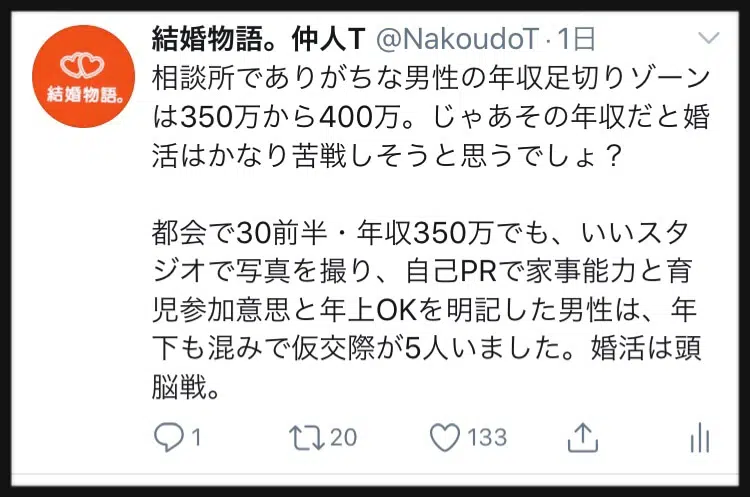 結婚物語。仲人T @NakoudoT・1日
結婚物語。
相談所でありがちな男性の年収足切りゾーン
は350万から400万。じゃあその年収だと婚
活はかなり苦戦しそうと思うでしょ？
都会で30前半・年収350万でも、いいスタ
ジオで写真を撮り、自己PRで家事能力と育
児参加意思と年上OKを明記した男性は、年
下も混みで仮交際が5人いました。婚活は頭
脳戦。
1 20 133